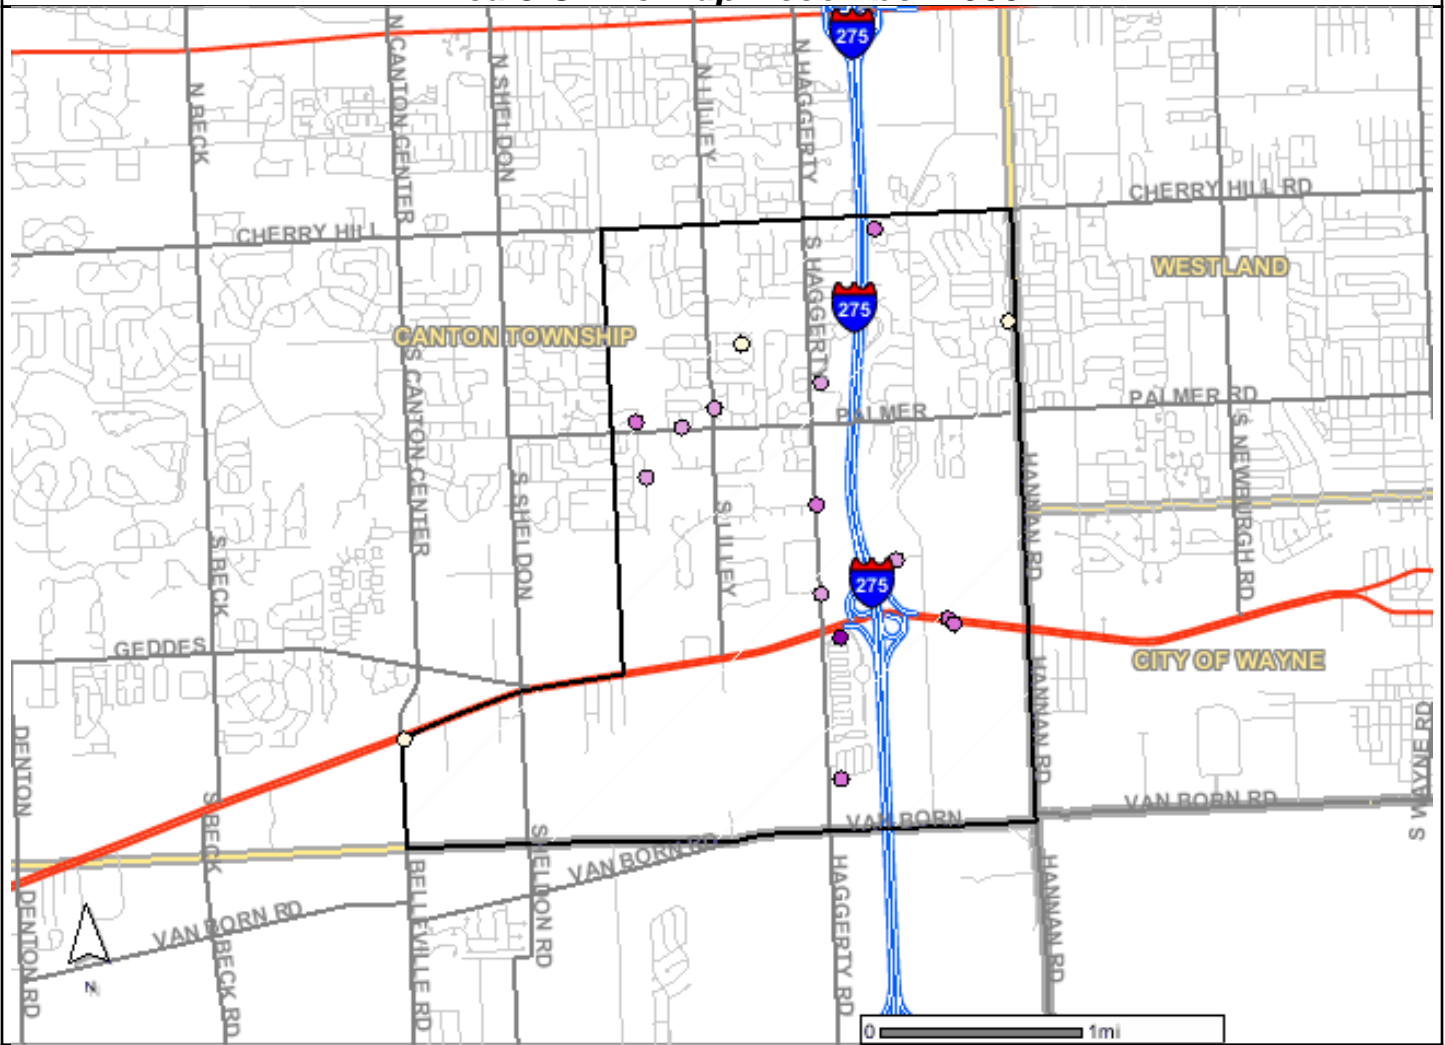 275
N BECK
N CANTON CENTER
N SHELDON
N LILLEY
N HAGGERTY
CHERRY HILL
CHERRY HILL RD
WESTLAND
S HAGGERTY
275
CANTON TOWNSHIP
S CANTON CENTER
PALMER
PALMER RD
S NEWBURGH RD
HANNAN RD
S SHELDON
S LILLEY
S BECK
275
GEDDES
CITY OF WAYNE
HANNAN RD
S WAYNE RD
DENTON
S BECK
VAN BORN RD
VAN BORN
VAN BORN RD
SHELDON RD
BELLEVILLE RD
HAGGERTY RD
HANNAN RD
DENTON RD
VAN BORN RD
BECK RD
N
0 1mi